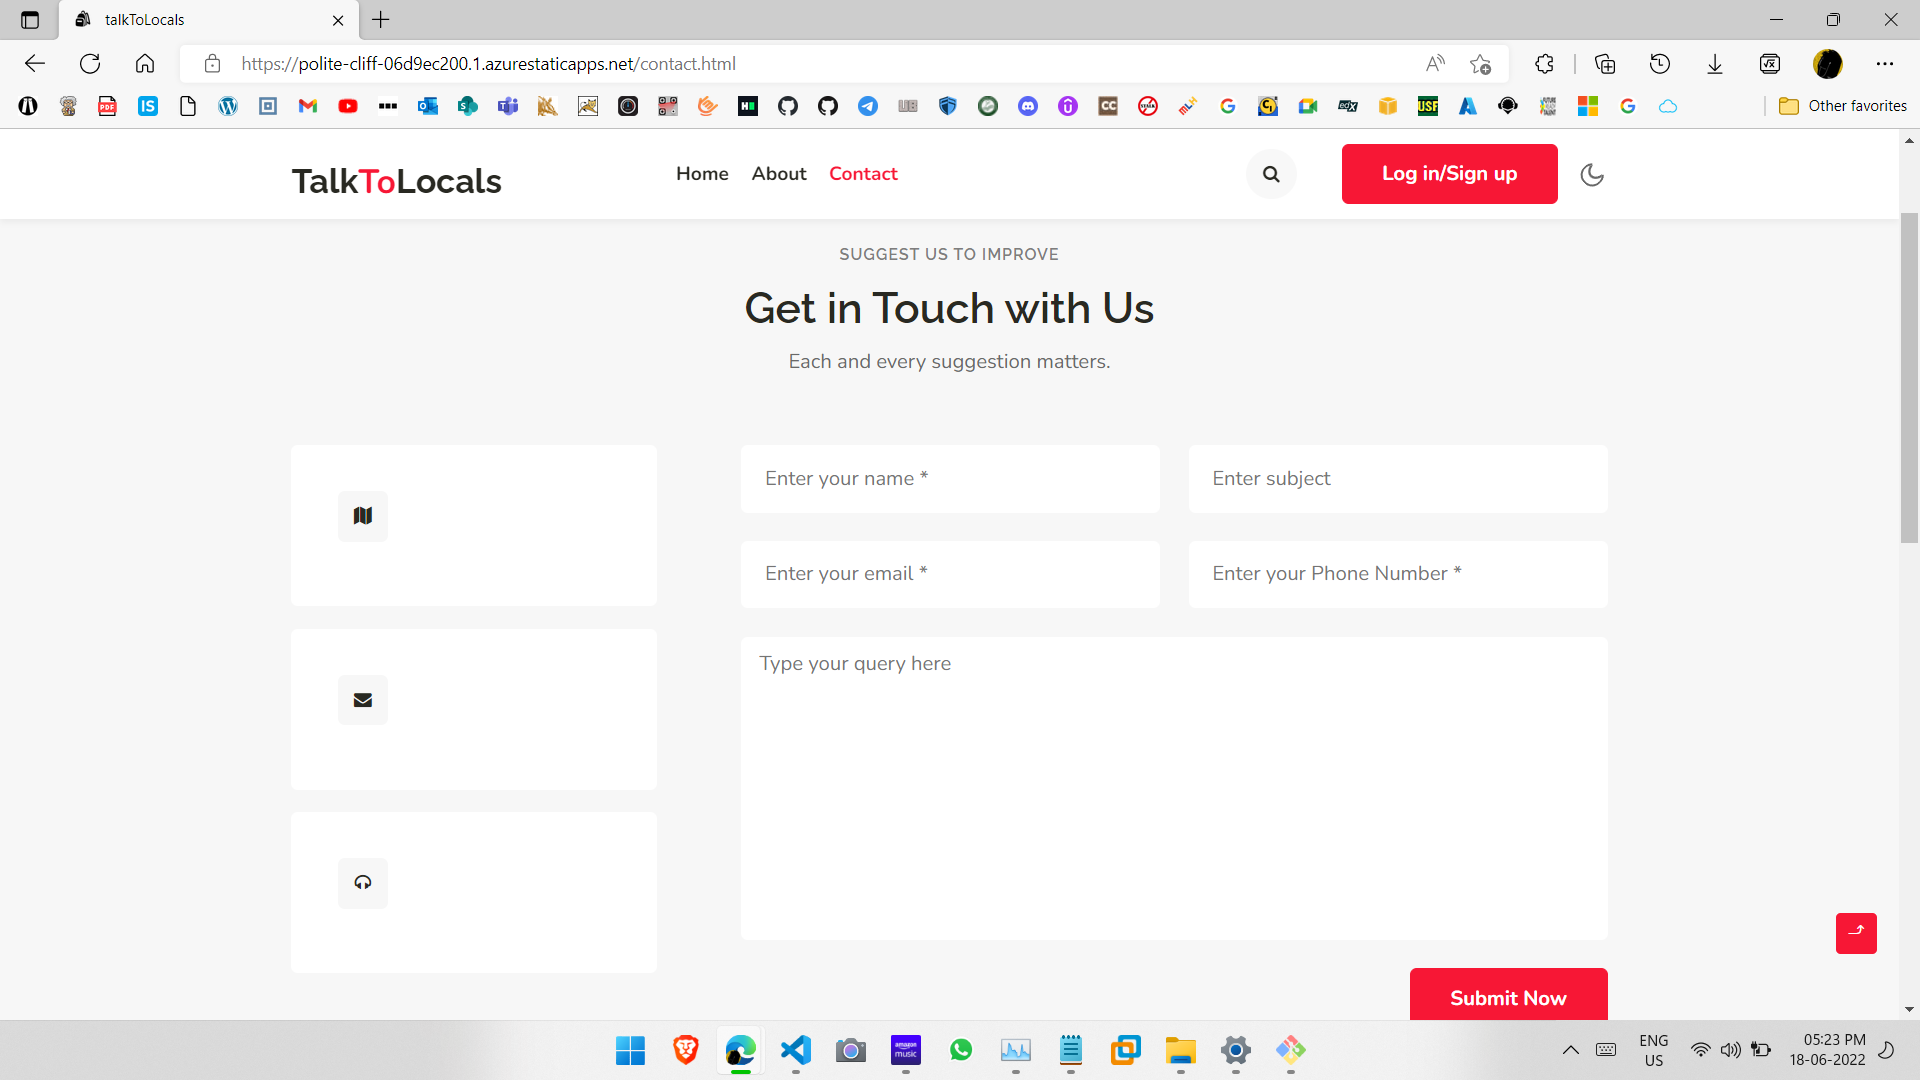 talkToLocals
https://polite-cliff-06d9ec200.1.azurestaticapps.net/contact.html
Other favorites
TalkToLocals
Home About Contact
Log in/Sign up
SUGGEST US TO IMPROVE
Get in Touch with Us
Each and every suggestion matters.
Enter your name *
Enter subject
Enter your email *
Enter your Phone Number *
Type your query here
Submit Now
ENG
US
05:23 PM
18-06-2022